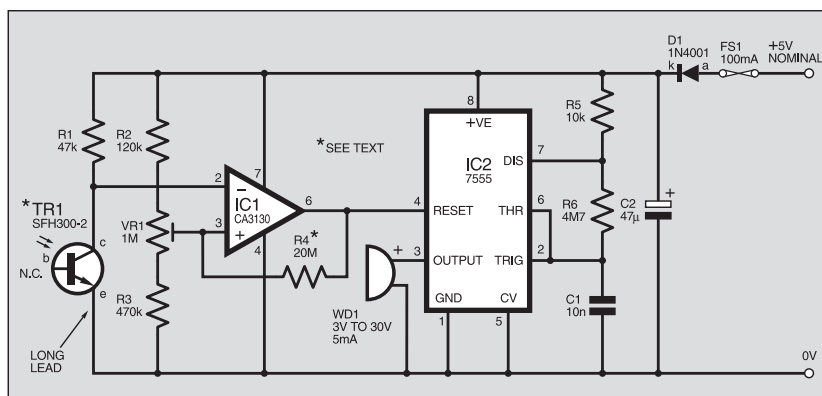 D1
1N4001
k
a
FS1
100mA
+5V
NOMINAL
R1
47k
R2
120k
8
+VE
R5
10k
*SEE TEXT
7
DIS
IC2
7555
2
7
IC1
CA3130
6
3
4
4
RESET
THR
6
R6
4M7
C2
47μ
+
*TR1
SFH300-2
c
b
N.C.
e
VR1
1M
−
+
R4*
20M
+
3
OUTPUT
TRIG
2
WD1
3V TO 30V
5mA
GND
CV
1
5
C1
10n
R3
470k
LONG
LEAD
0V